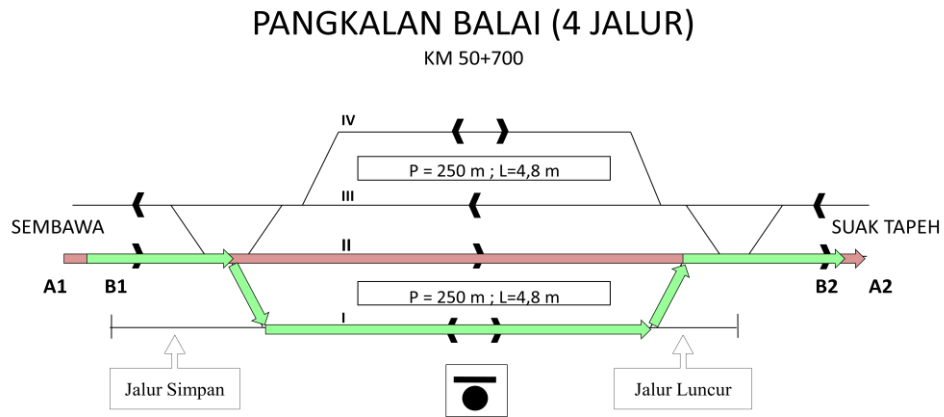 PANGKALAN BALAI (4 JALUR)
KM 50+700
IV
P = 250 m ; L=4,8 m
III
SEMBAWA
SUAK TAPEH
II
A1 B1
B2 A2
P = 250 m ; L=4,8 m
I
Jalur Simpan
Jalur Luncur